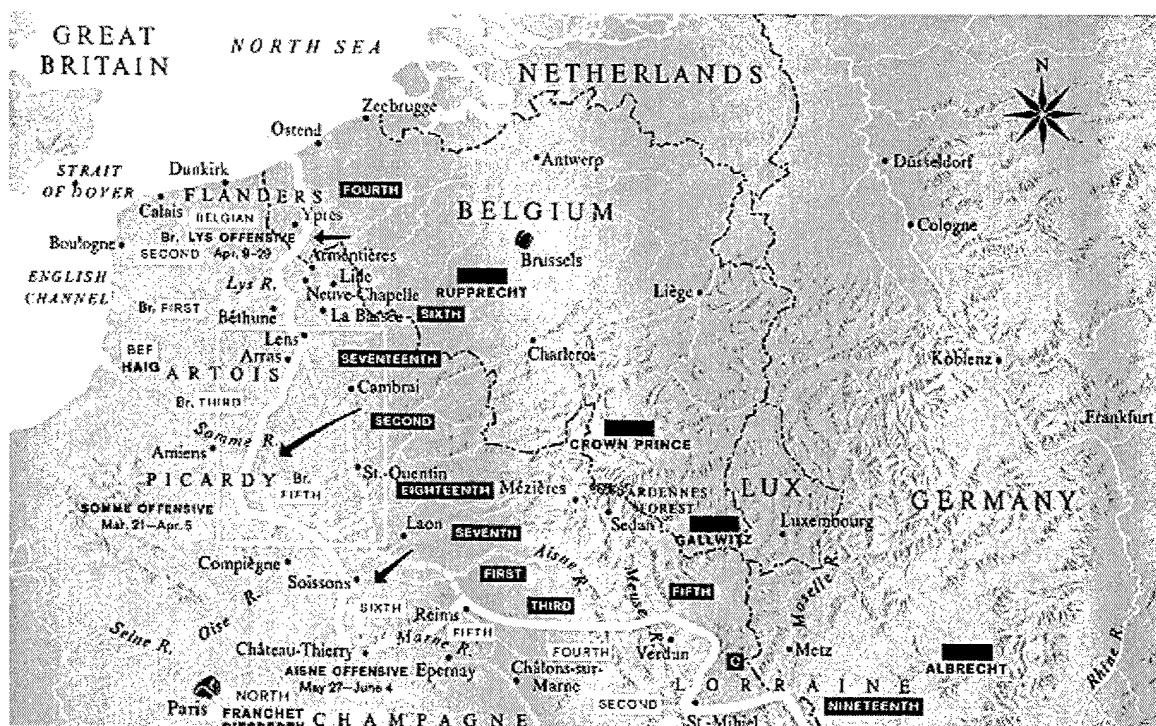 GREAT
BRITAIN
NORTH SEA
NETHERLANDS
N
Zeebrugge
Ostend
Antwerp
Düsseldorf
STRAIT
OF DOVER
Dunkirk
FLANDERS
FOURTH
Calais
BELGIAN
Ypres
BELGIUM
Cologne
Boulogne
Br. LYS OFFENSIVE
SECOND Apr. 9–29
Armentières
Brussels
ENGLISH
CHANNEL
Lys R.
Lille
RUPPRECHT
Liège
Neuve-Chapelle
Br. FIRST
Béthune
La Bassée
SIXTH
Lens
BEF
HAIG
Arras
SEVENTEENTH
Charleroi
Koblenz
ARTOIS
Cambrai
Br. THIRD
SECOND
Frankfurt
Somme R.
Amiens
CROWN PRINCE
PICARDY
Br.
FIFTH
St.-Quentin
EIGHTEENTH
Mézières
ARDENNES
FOREST
LUX.
GERMANY
SOMME OFFENSIVE
Mar. 21–Apr. 5
Laon
SEVENTH
Sedan
GALLWITZ
Luxembourg
Compiègne
Soissons
Aisne R.
FIRST
Meuse R.
FIFTH
Moselle R.
Oise R.
Seine R.
SIXTH
Reims
THIRD
FIFTH
Marne R.
FOURTH
Verdun
C
Metz
ALBRECHT
Rhine R.
Château-Thierry
AISNE OFFENSIVE
May 27–June 4
Epernay
Châlons-sur-
Marne
LORRAINE
Paris
NORTH
FRANCHET
CHAMPAGNE
SECOND
St.-Mihiel
NINETEENTH